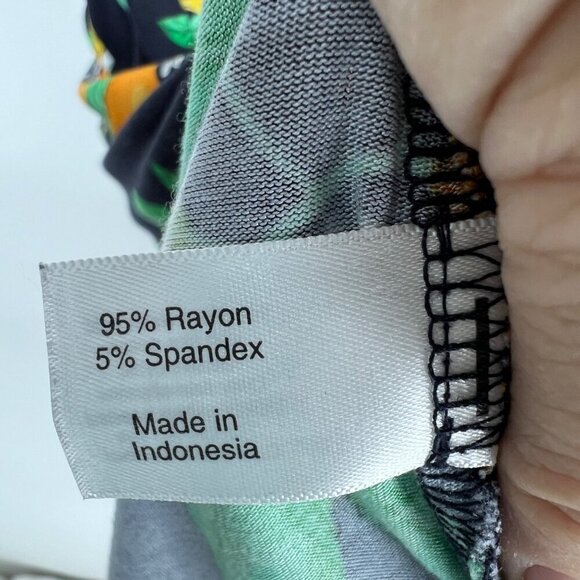 95% Rayon
5% Spandex
Made in
Indonesia